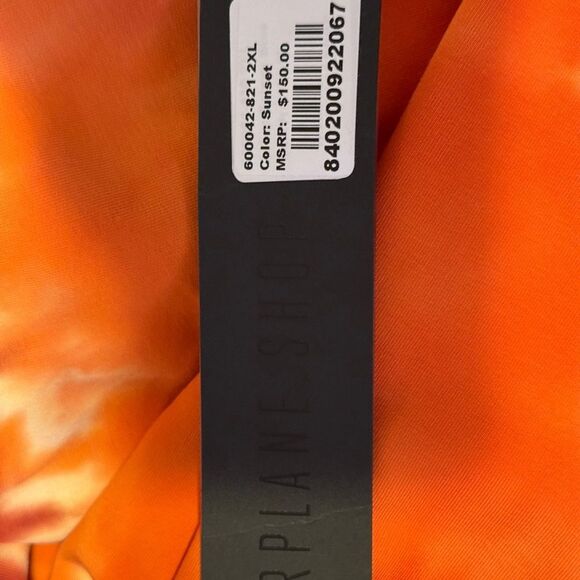 600042-821-2XL
Color: Sunset
MSRP: $150.00
840200922067
RPLANE SHOP